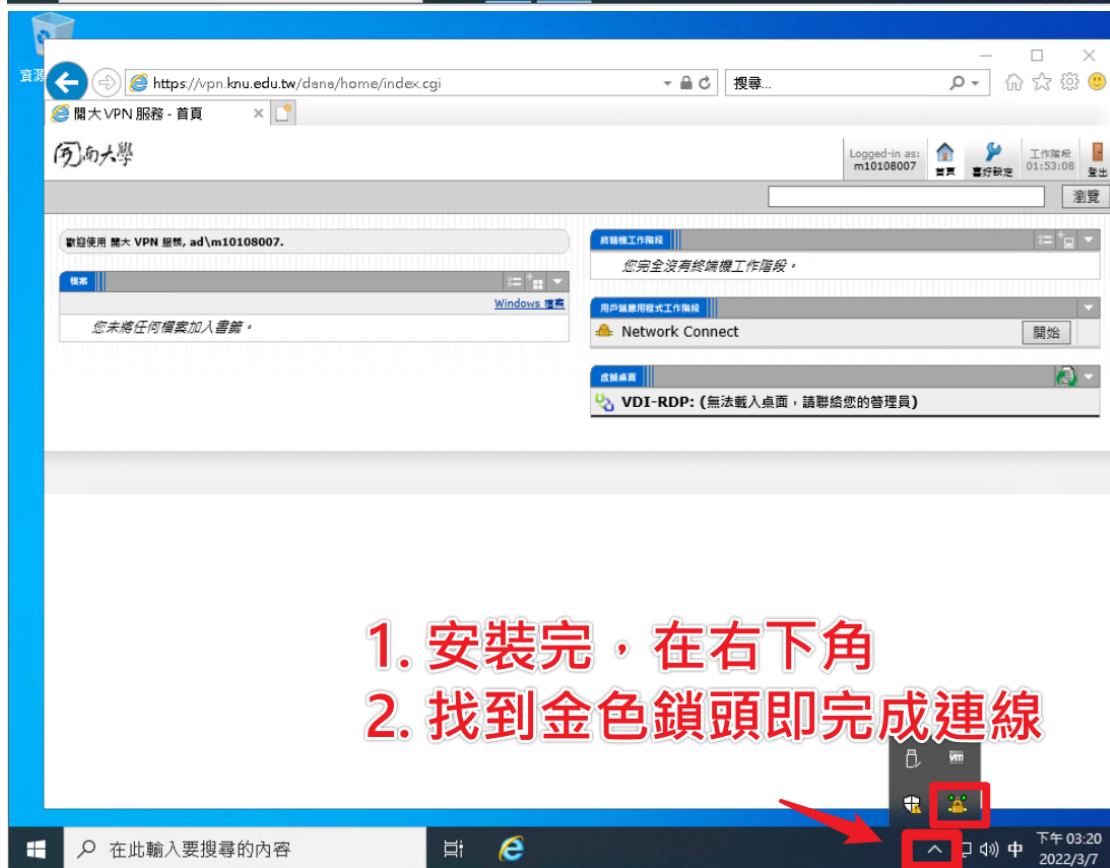 資源
https://vpn.knu.edu.tw/dana/home/index.cgi
搜尋...
開大 VPN 服務 - 首頁
Logged-in as:
m10108007
首頁
喜好設定
工作階段
01:53:08
登出
瀏覽
歡迎使用 開大 VPN 服務, ad\m10108007.
檔案
Windows 檔案
您未將任何檔案加入書籤。
終端機工作階段
您完全沒有終端機工作階段。
用戶端應用程式工作階段
Network Connect
開始
虛擬桌面
VDI-RDP: (無法載入桌面，請聯給您的管理員)
1. 安裝完，在右下角
2. 找到金色鎖頭即完成連線
vm
在此輸入要搜尋的內容
中
下午 03:20
2022/3/7